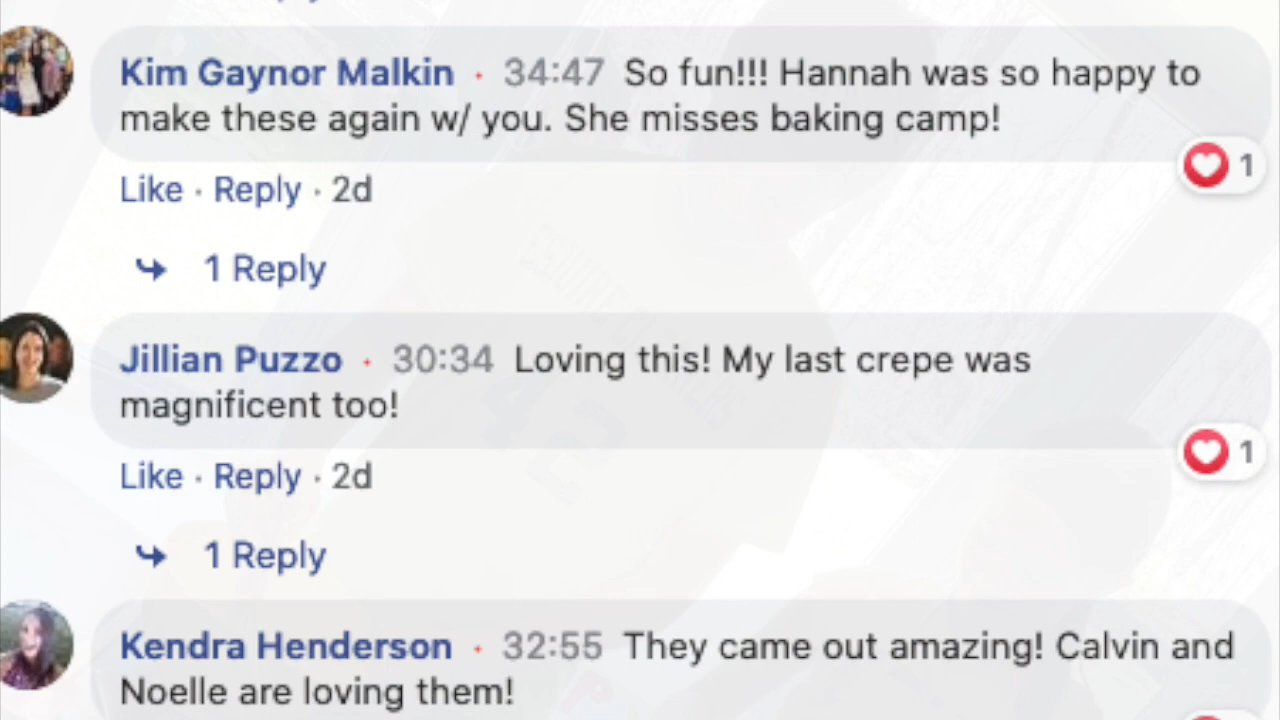 Kim Gaynor Malkin · 34:47 So fun!!! Hannah was so happy to
make these again w/ you. She misses baking camp!
1
Like · Reply · 2d
1 Reply
Jillian Puzzo · 30:34 Loving this! My last crepe was
magnificent too!
1
Like · Reply · 2d
1 Reply
Kendra Henderson · 32:55 They came out amazing! Calvin and
Noelle are loving them!